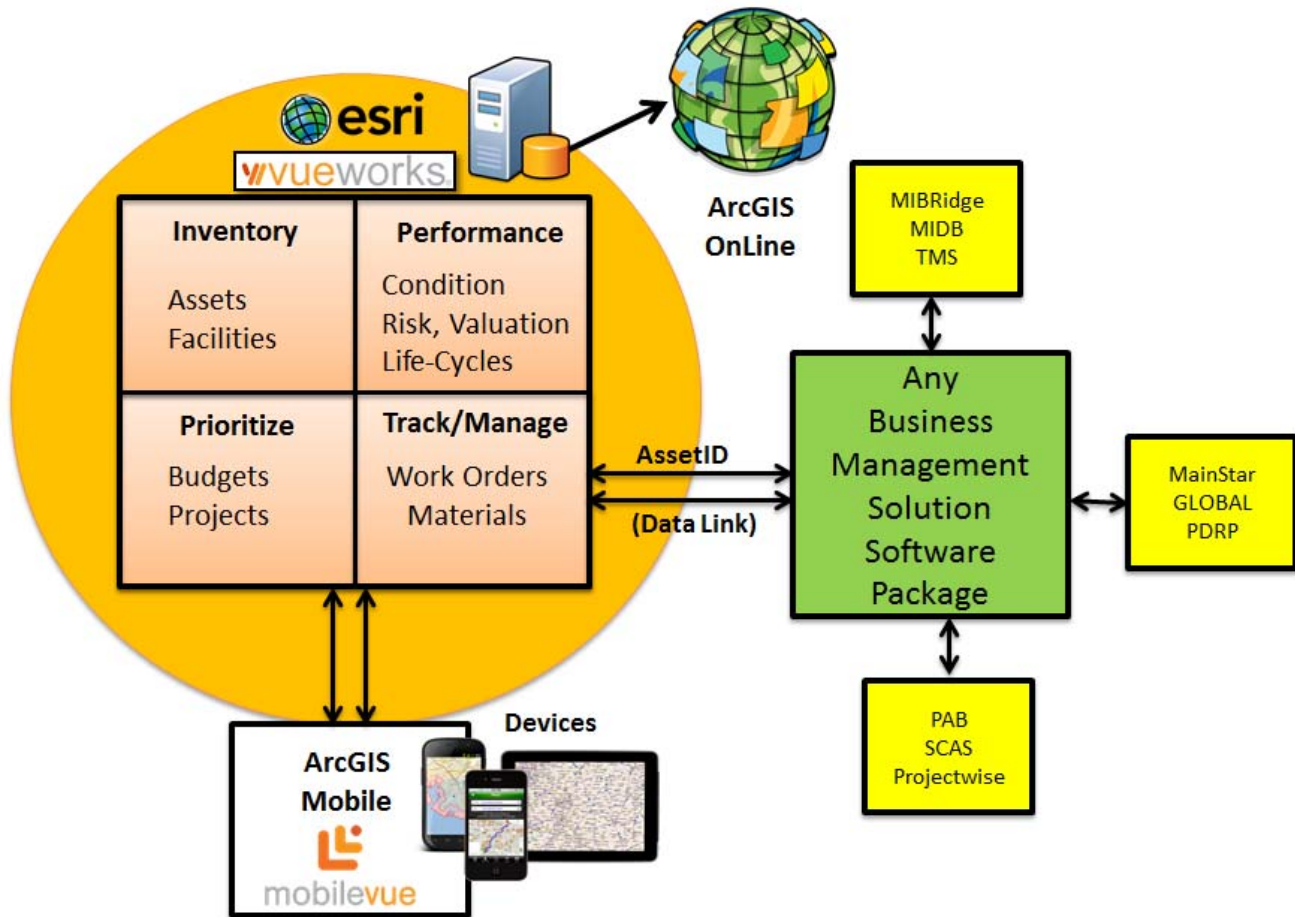 esri
vueworks
ArcGIS
OnLine
Inventory
Assets
Facilities
Performance
Condition
Risk, Valuation
Life-Cycles
Prioritize
Budgets
Projects
Track/Manage
Work Orders
Materials
AssetID
(Data Link)
MIBRidge
MIDB
TMS
Any
Business
Management
Solution
Software
Package
MainStar
GLOBAL
PDRP
PAB
SCAS
Projectwise
Devices
ArcGIS
Mobile
mobilevue